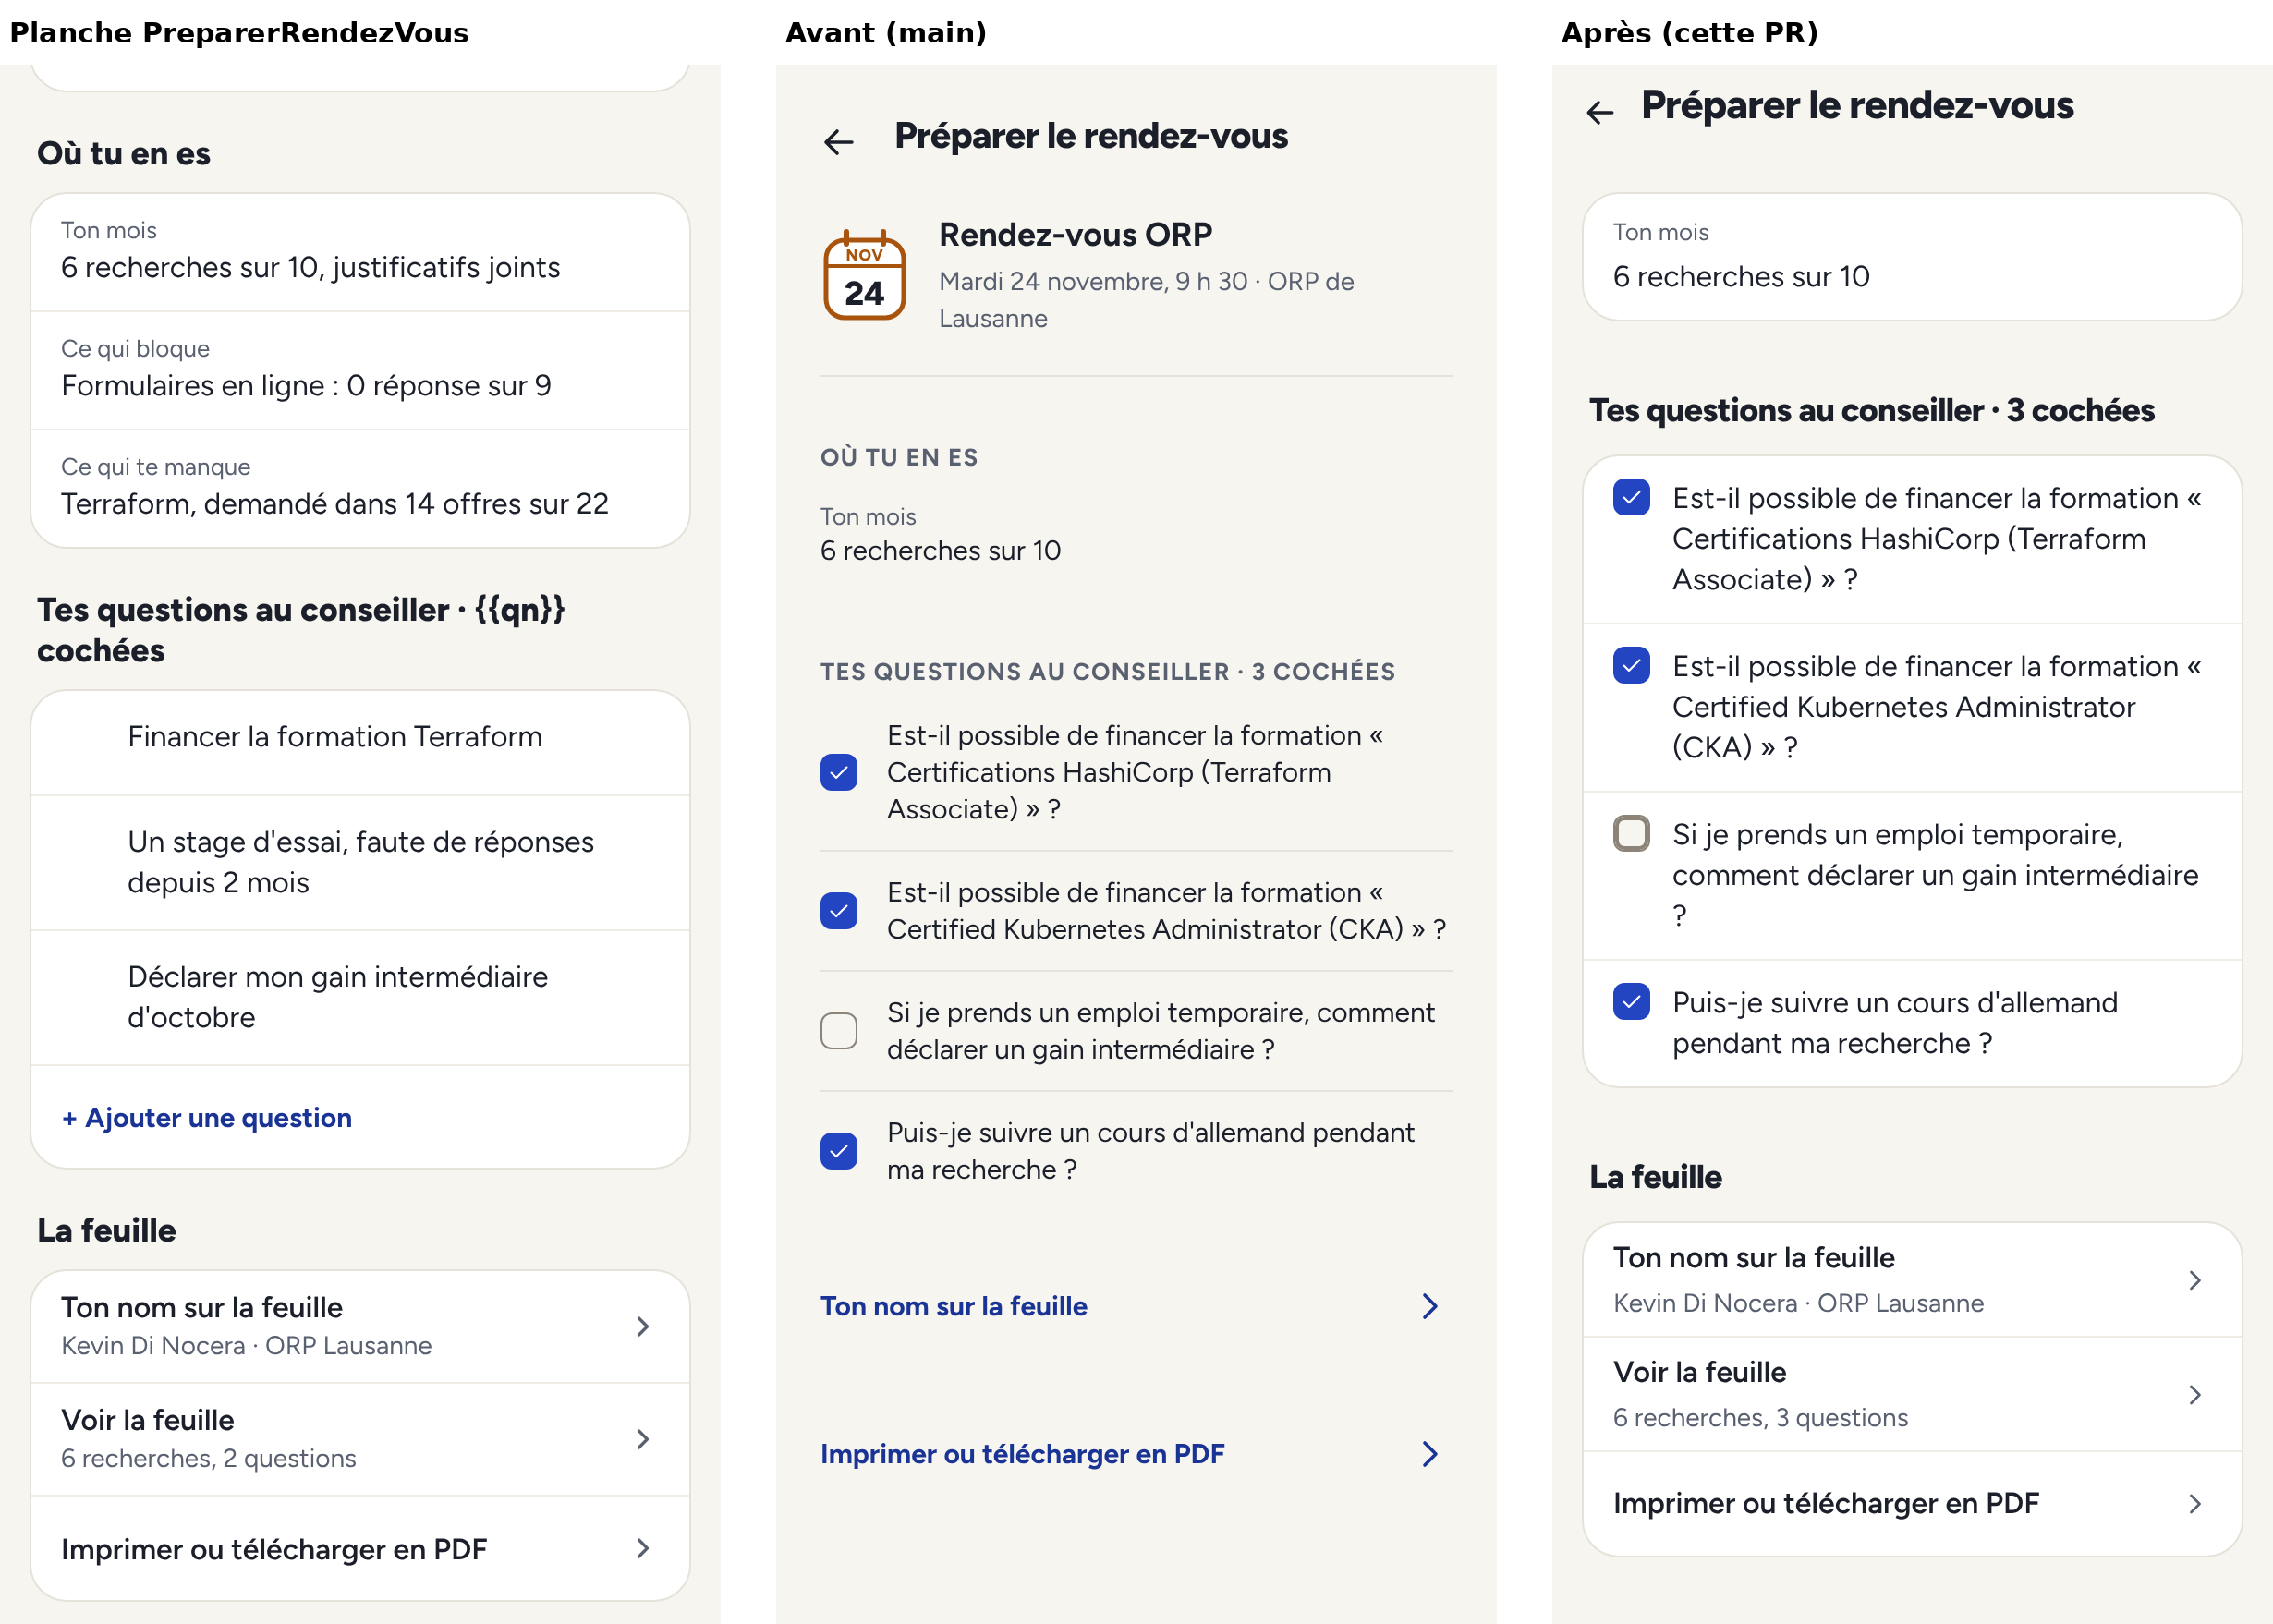 Planche PreparerRendezVous
Où tu en es
Ton mois
6 recherches sur 10, justificatifs joints
Ce qui bloque
Formulaires en ligne : 0 réponse sur 9
Ce qui te manque
Terraform, demandé dans 14 offres sur 22
Tes questions au conseiller · {{qn}}
cochées
Financer la formation Terraform
Un stage d'essai, faute de réponses
depuis 2 mois
Déclarer mon gain intermédiaire
d'octobre
+ Ajouter une question
La feuille
Ton nom sur la feuille
Kevin Di Nocera · ORP Lausanne
Voir la feuille
6 recherches, 2 questions
Imprimer ou télécharger en PDF
Avant (main)
Préparer le rendez-vous
NOV
24
Rendez-vous ORP
Mardi 24 novembre, 9 h 30 · ORP de
Lausanne
OÙ TU EN ES
Ton mois
6 recherches sur 10
TES QUESTIONS AU CONSEILLER · 3 COCHÉES
Est-il possible de financer la formation «
Certifications HashiCorp (Terraform
Associate) » ?
Est-il possible de financer la formation «
Certified Kubernetes Administrator (CKA) » ?
Si je prends un emploi temporaire, comment
déclarer un gain intermédiaire ?
Puis-je suivre un cours d'allemand pendant
ma recherche ?
Ton nom sur la feuille
Imprimer ou télécharger en PDF
Après (cette PR)
Préparer le rendez-vous
Ton mois
6 recherches sur 10
Tes questions au conseiller · 3 cochées
Est-il possible de financer la formation «
Certifications HashiCorp (Terraform
Associate) » ?
Est-il possible de financer la formation «
Certified Kubernetes Administrator
(CKA) » ?
Si je prends un emploi temporaire,
comment déclarer un gain intermédiaire
?
Puis-je suivre un cours d'allemand
pendant ma recherche ?
La feuille
Ton nom sur la feuille
Kevin Di Nocera · ORP Lausanne
Voir la feuille
6 recherches, 3 questions
Imprimer ou télécharger en PDF